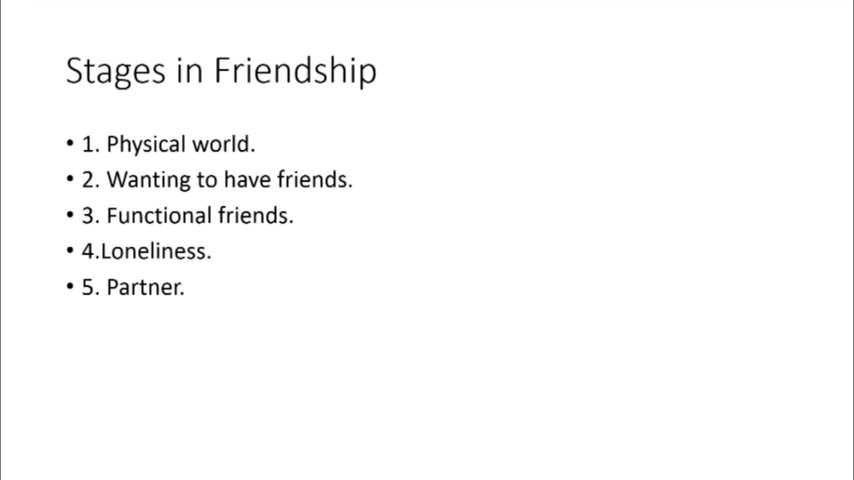 Stages in Friendship
• 1. Physical world.
• 2. Wanting to have friends.
• 3. Functional friends.
• 4.Loneliness.
• 5. Partner.